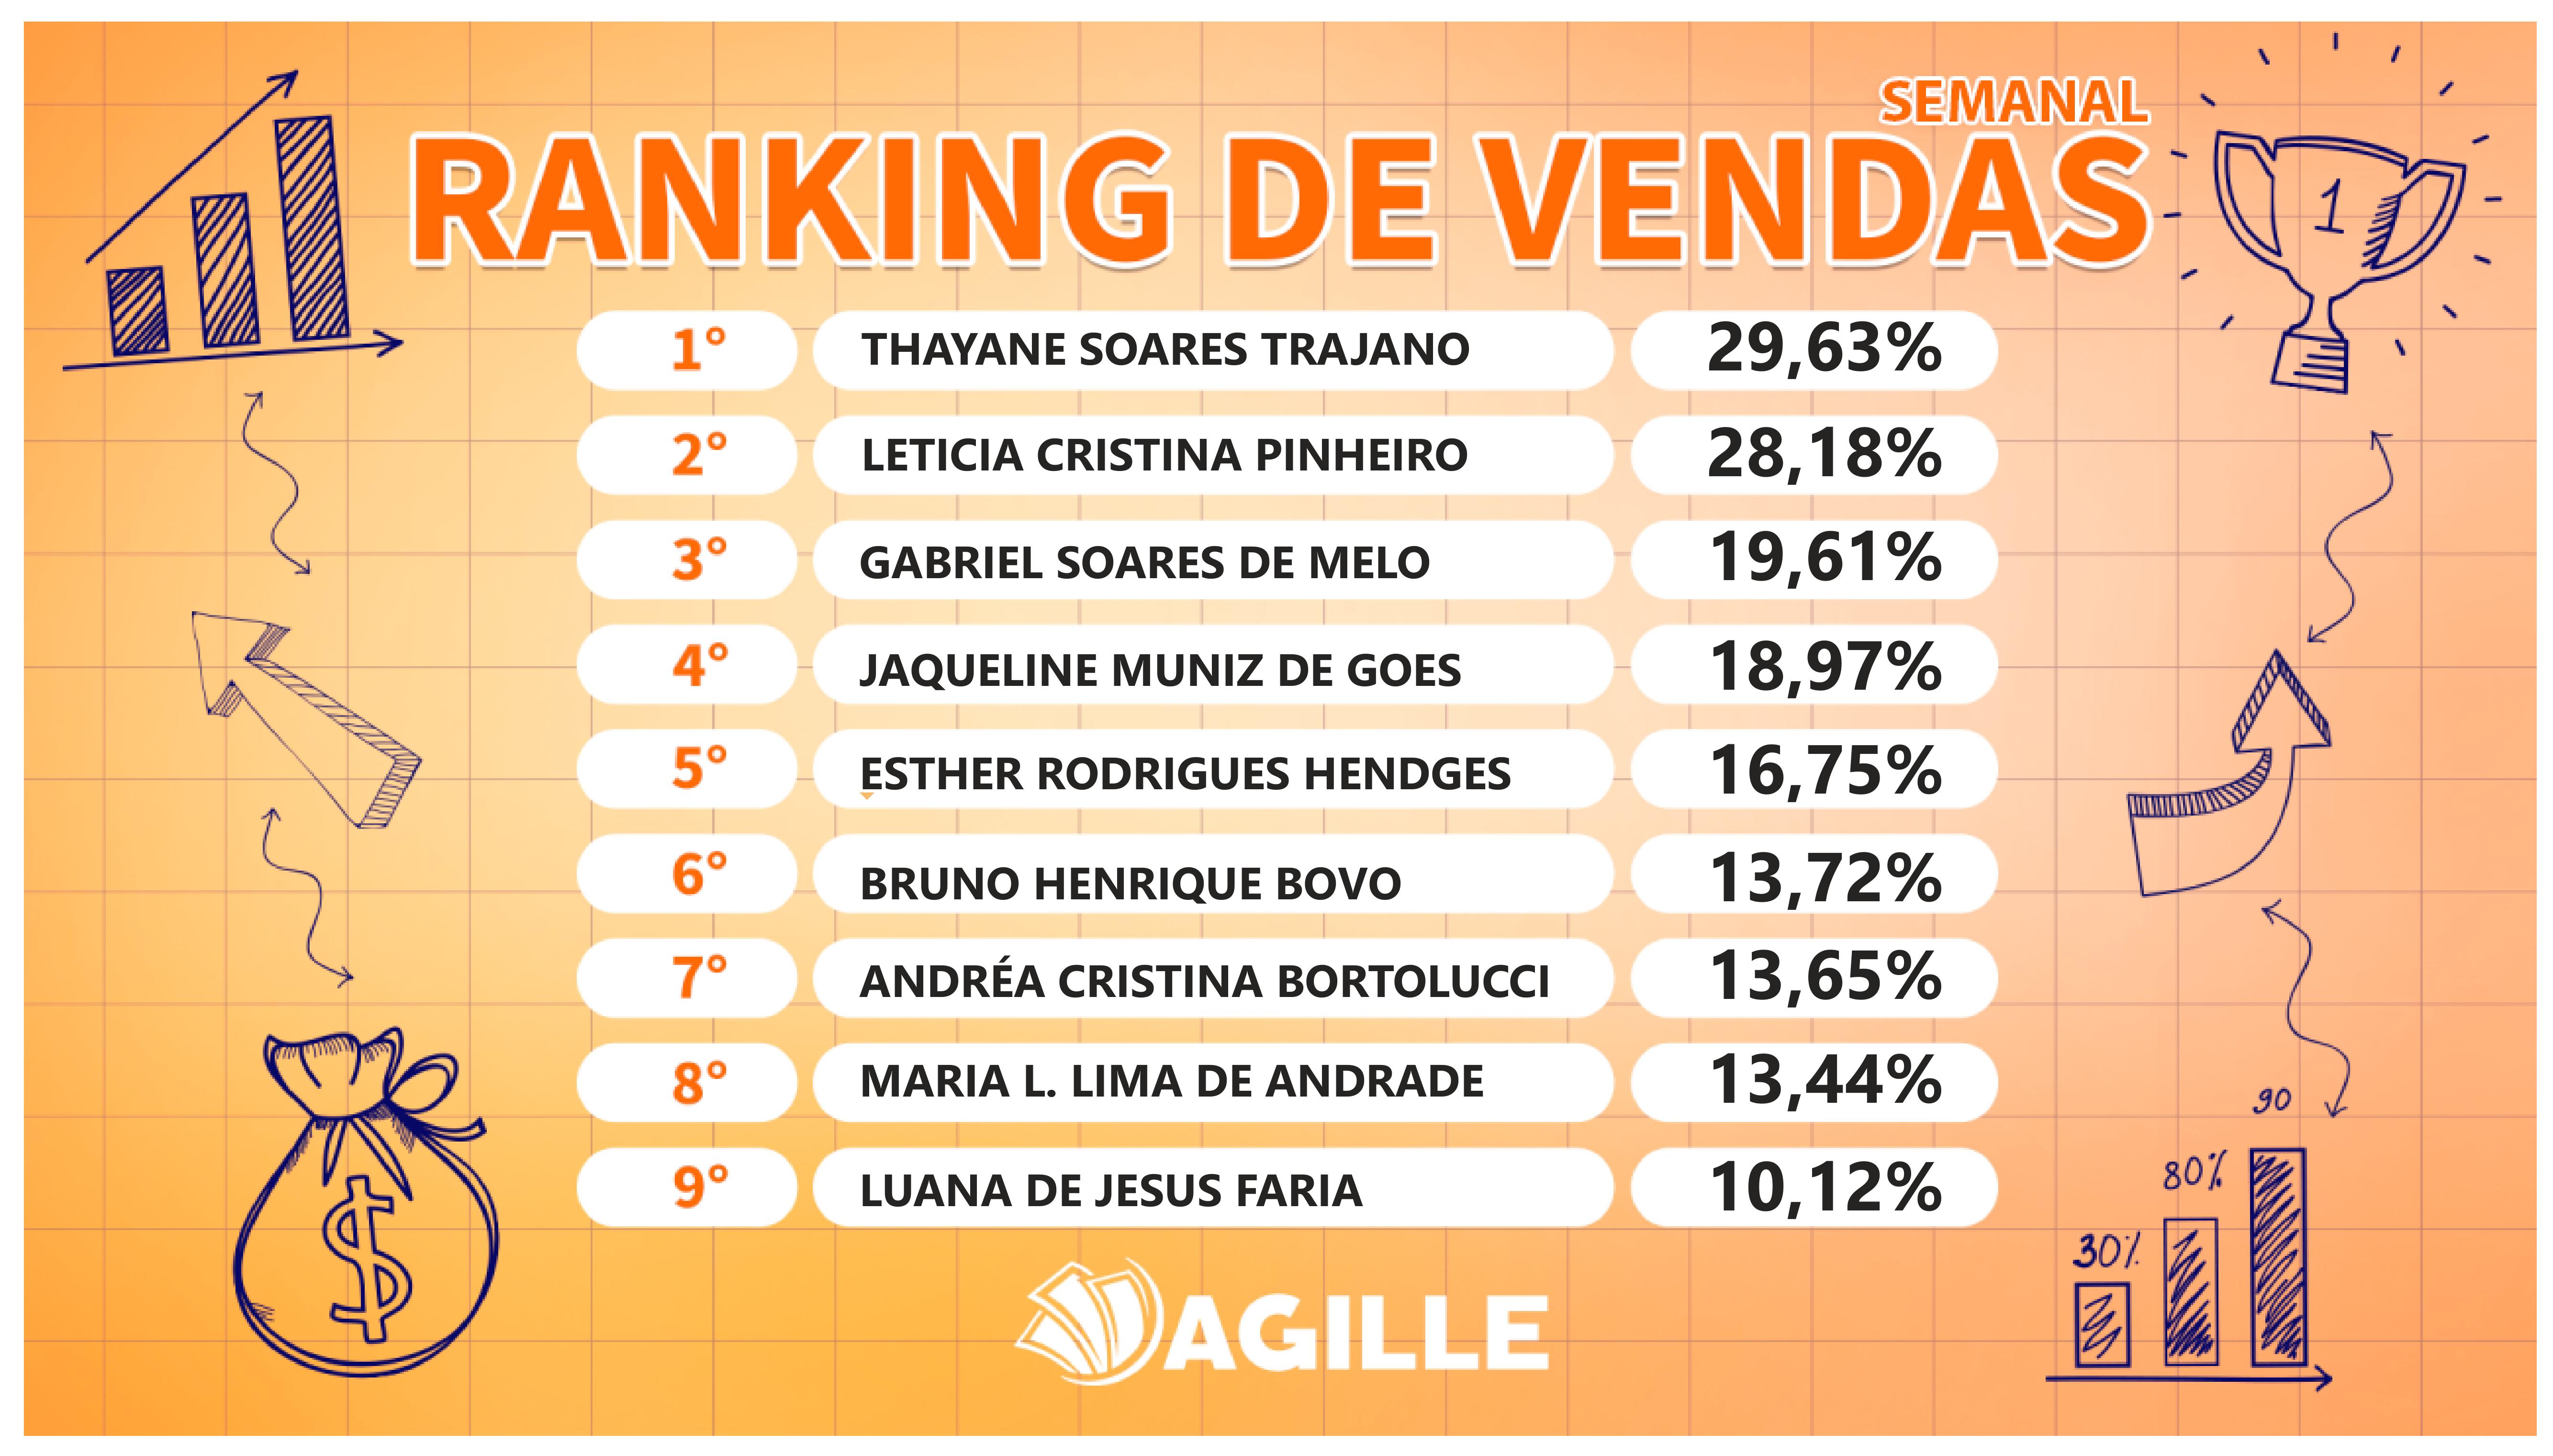 SEMANAL
RANKING DE VENDAS
1
1° THAYANE SOARES TRAJANO 29,63%
2° LETICIA CRISTINA PINHEIRO 28,18%
3° GABRIEL SOARES DE MELO 19,61%
4° JAQUELINE MUNIZ DE GOES 18,97%
5° ESTHER RODRIGUES HENDGES 16,75%
6° BRUNO HENRIQUE BOVO 13,72%
7° ANDRÉA CRISTINA BORTOLUCCI 13,65%
8° MARIA L. LIMA DE ANDRADE 13,44%
9° LUANA DE JESUS FARIA 10,12%
90
80%
30%
$
AGILLE